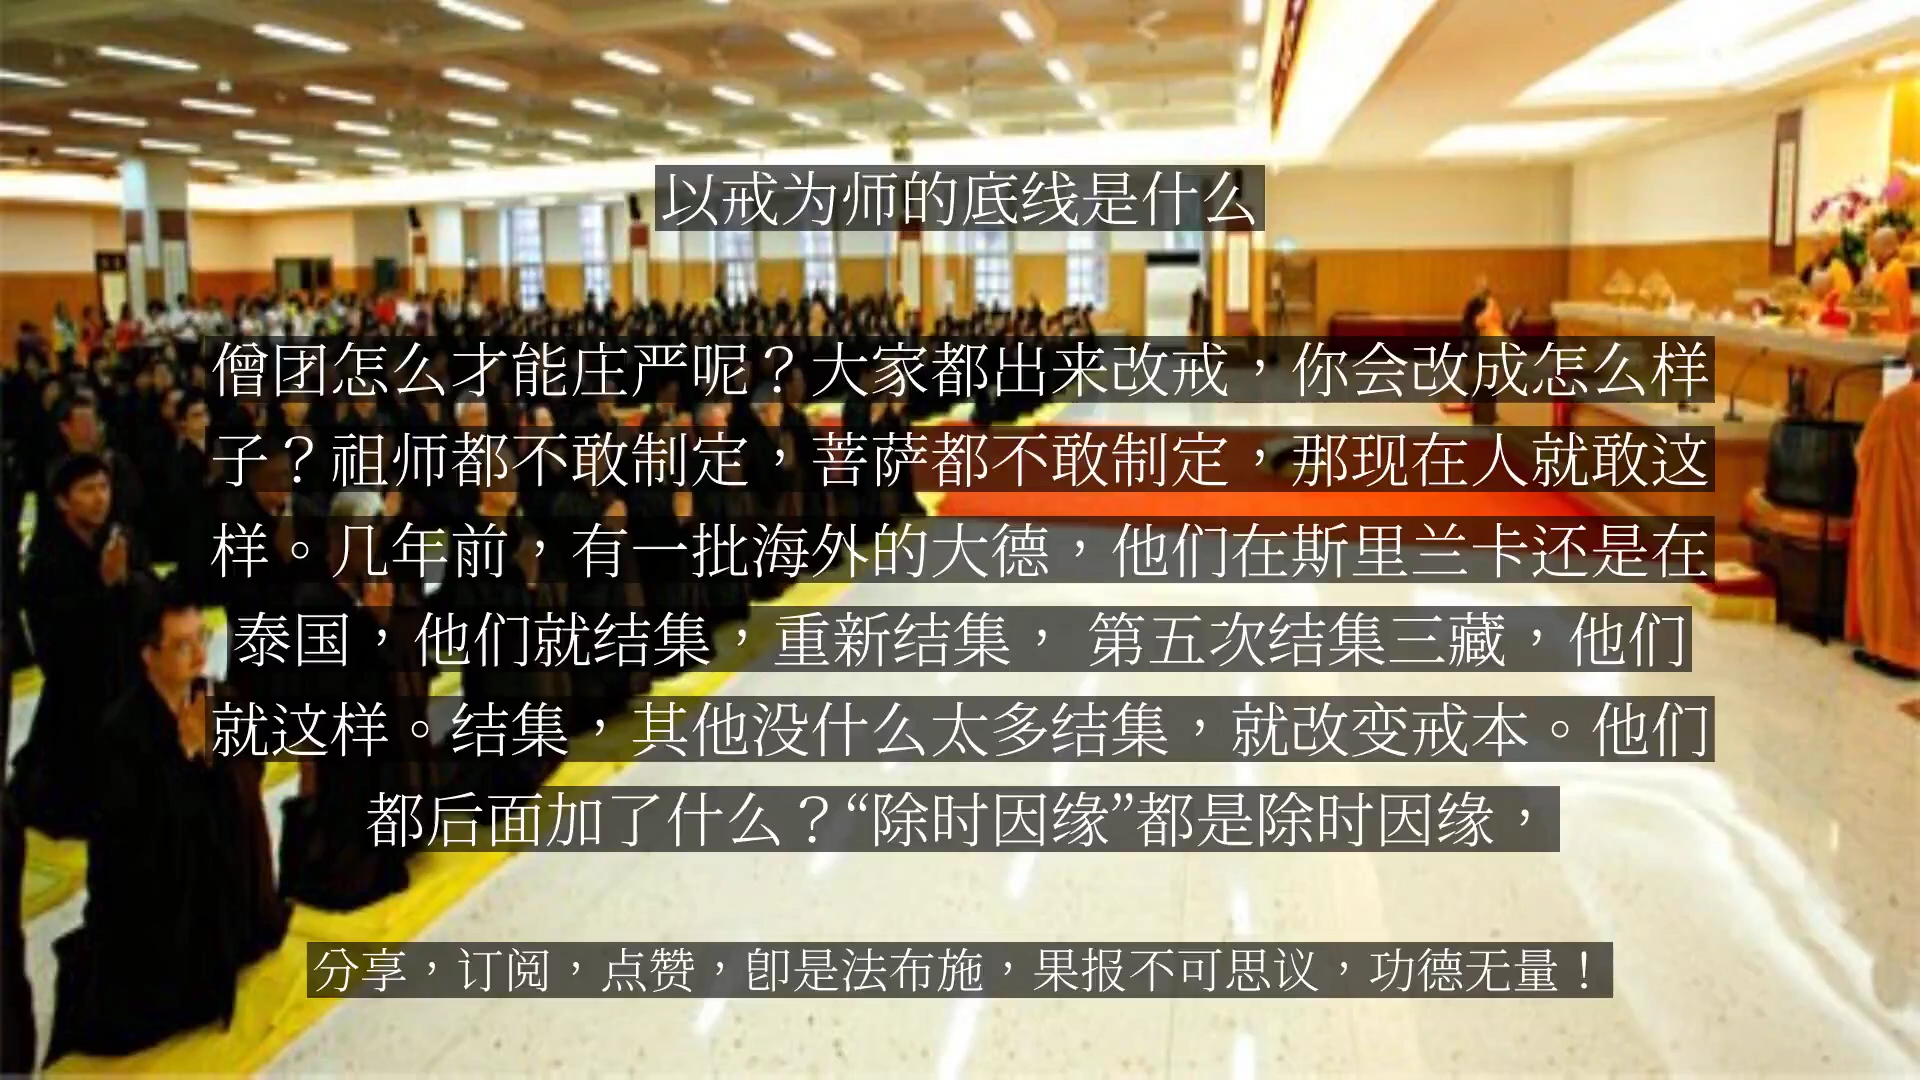 以戒为师的底线是什么
僧团怎么才能庄严呢？大家都出来改戒，你会改成怎么样
子？祖师都不敢制定，菩萨都不敢制定，那现在人就敢这
样。几年前，有一批海外的大德，他们在斯里兰卡还是在
泰国，他们就结集，重新结集， 第五次结集三藏，他们
就这样。结集，其他没什么太多结集，就改变戒本。他们
都后面加了什么？“除时因缘”都是除时因缘，
分享，订阅，点赞，即是法布施，果报不可思议，功德无量！